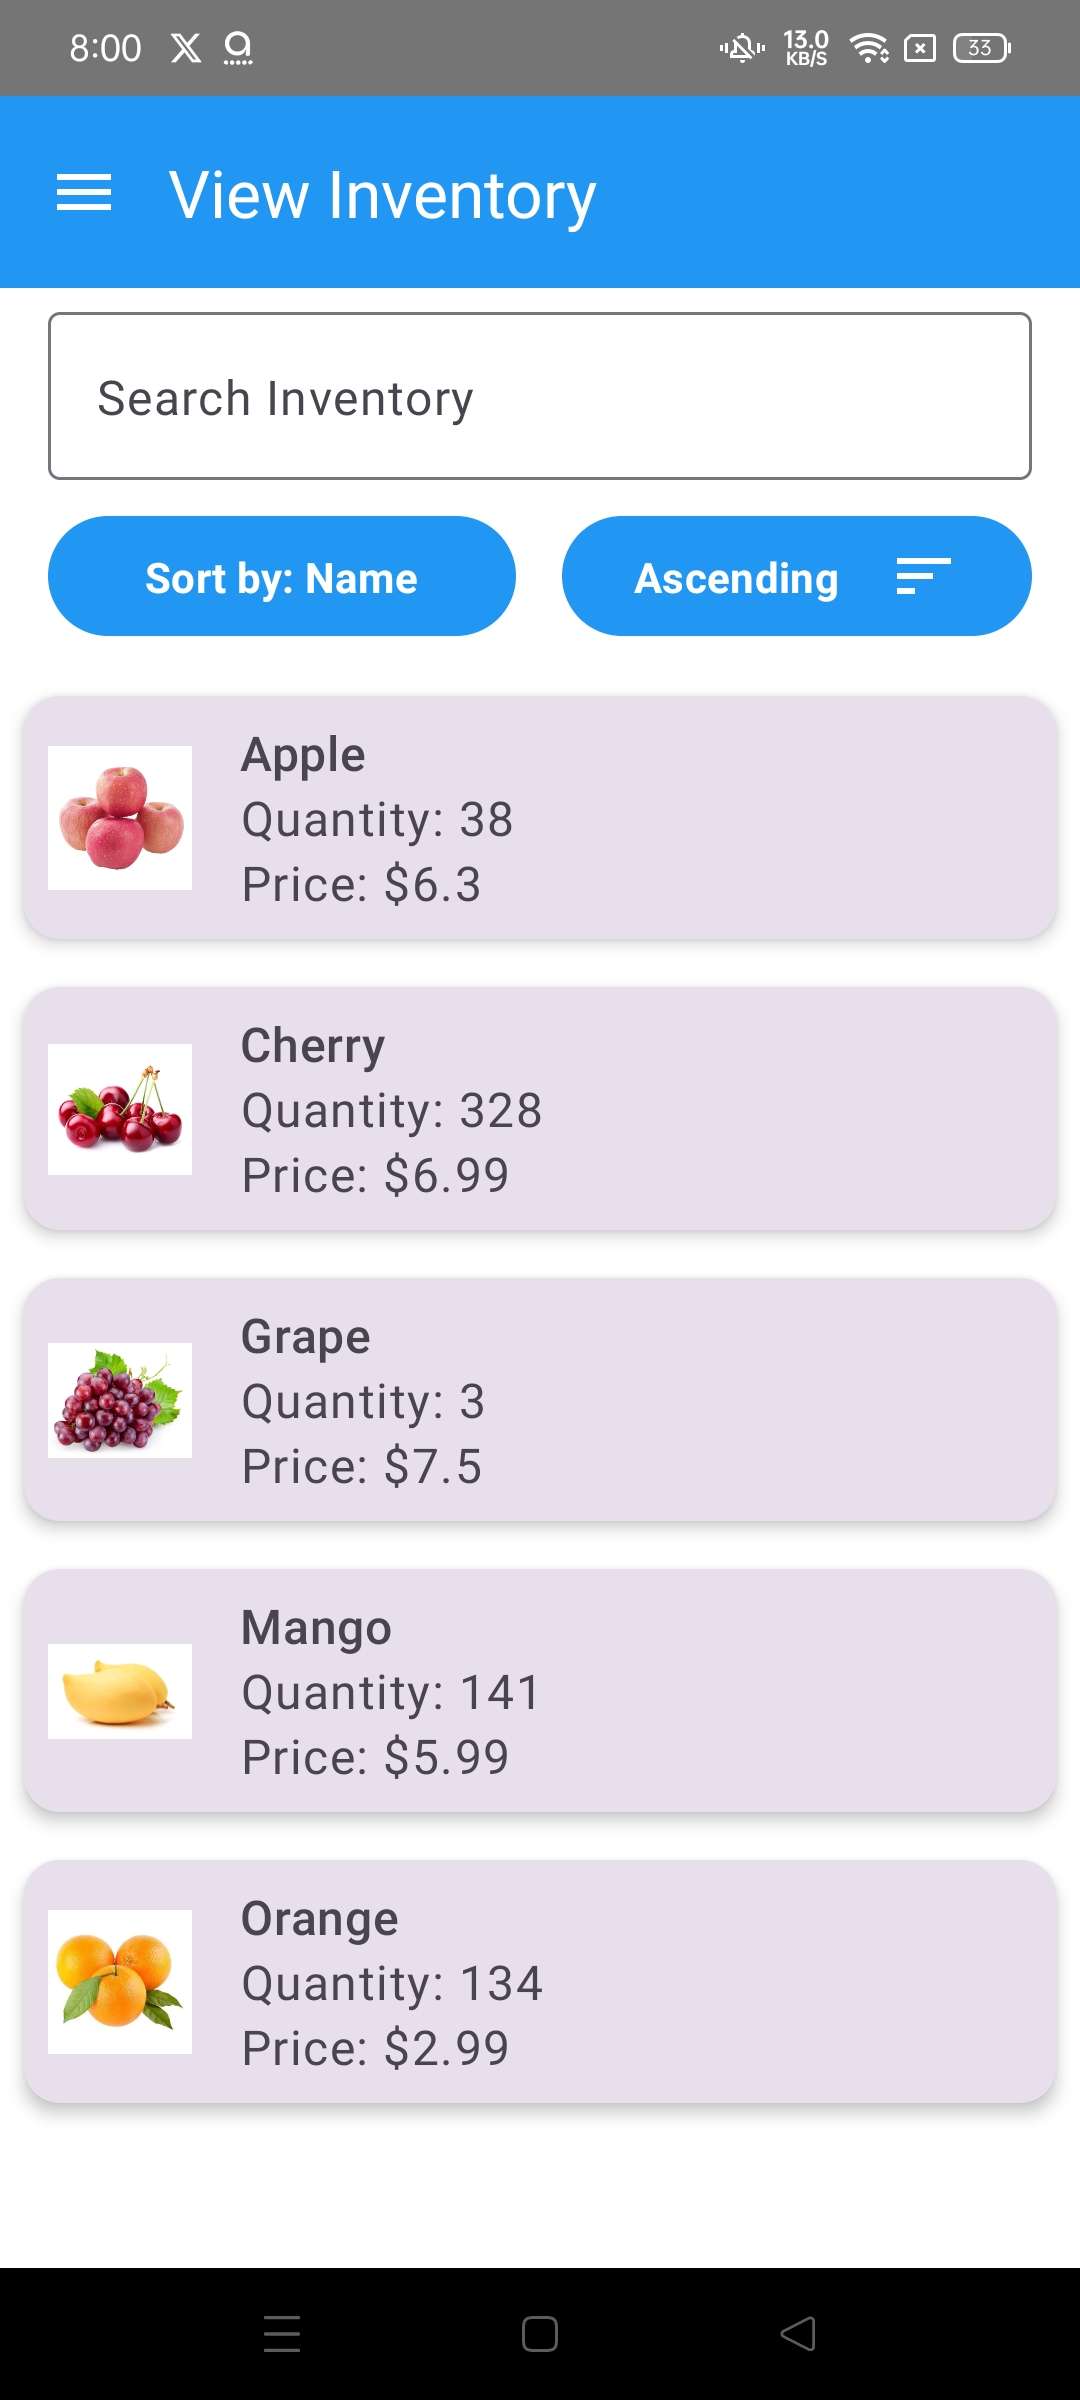 8:00
13.0
KB/S
33
View Inventory
Search Inventory
Sort by: Name
Ascending
Apple
Quantity: 38
Price: $6.3
Cherry
Quantity: 328
Price: $6.99
Grape
Quantity: 3
Price: $7.5
Mango
Quantity: 141
Price: $5.99
Orange
Quantity: 134
Price: $2.99